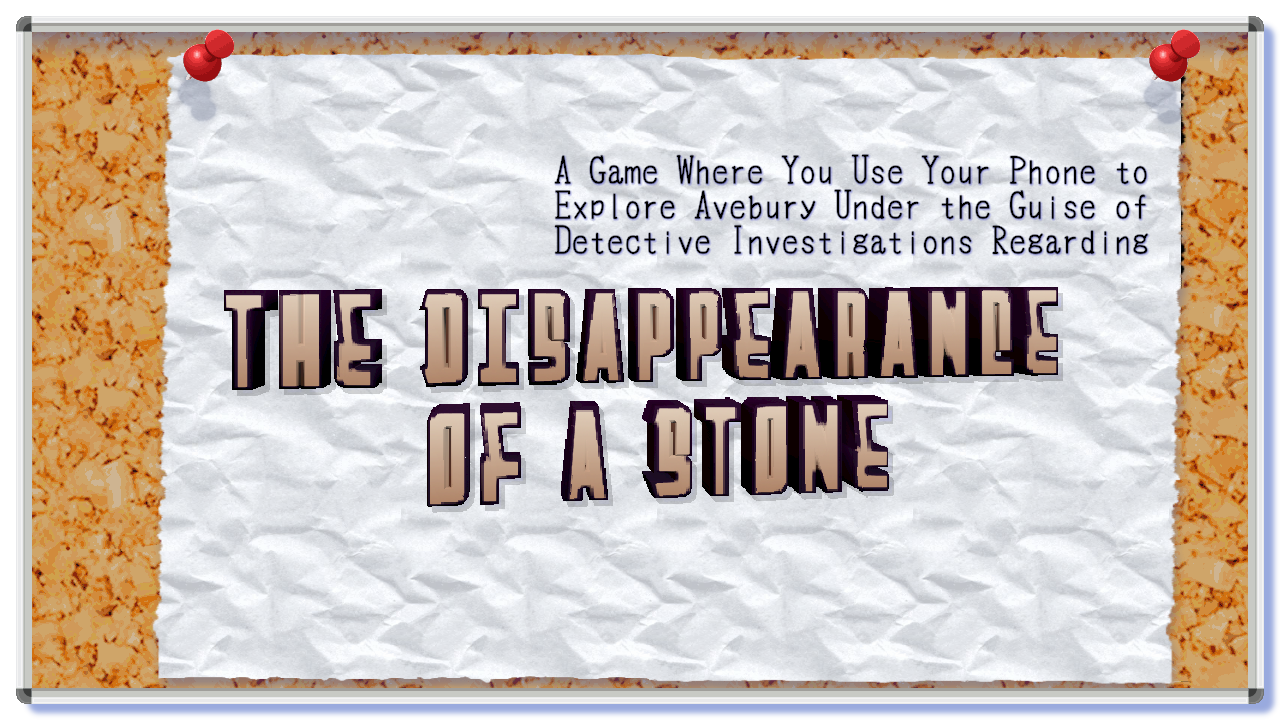 A Game Where You Use Your Phone to
Explore Avebury Under the Guise of
Detective Investigations Regarding
THE DISAPPEARANCE
OF A STONE